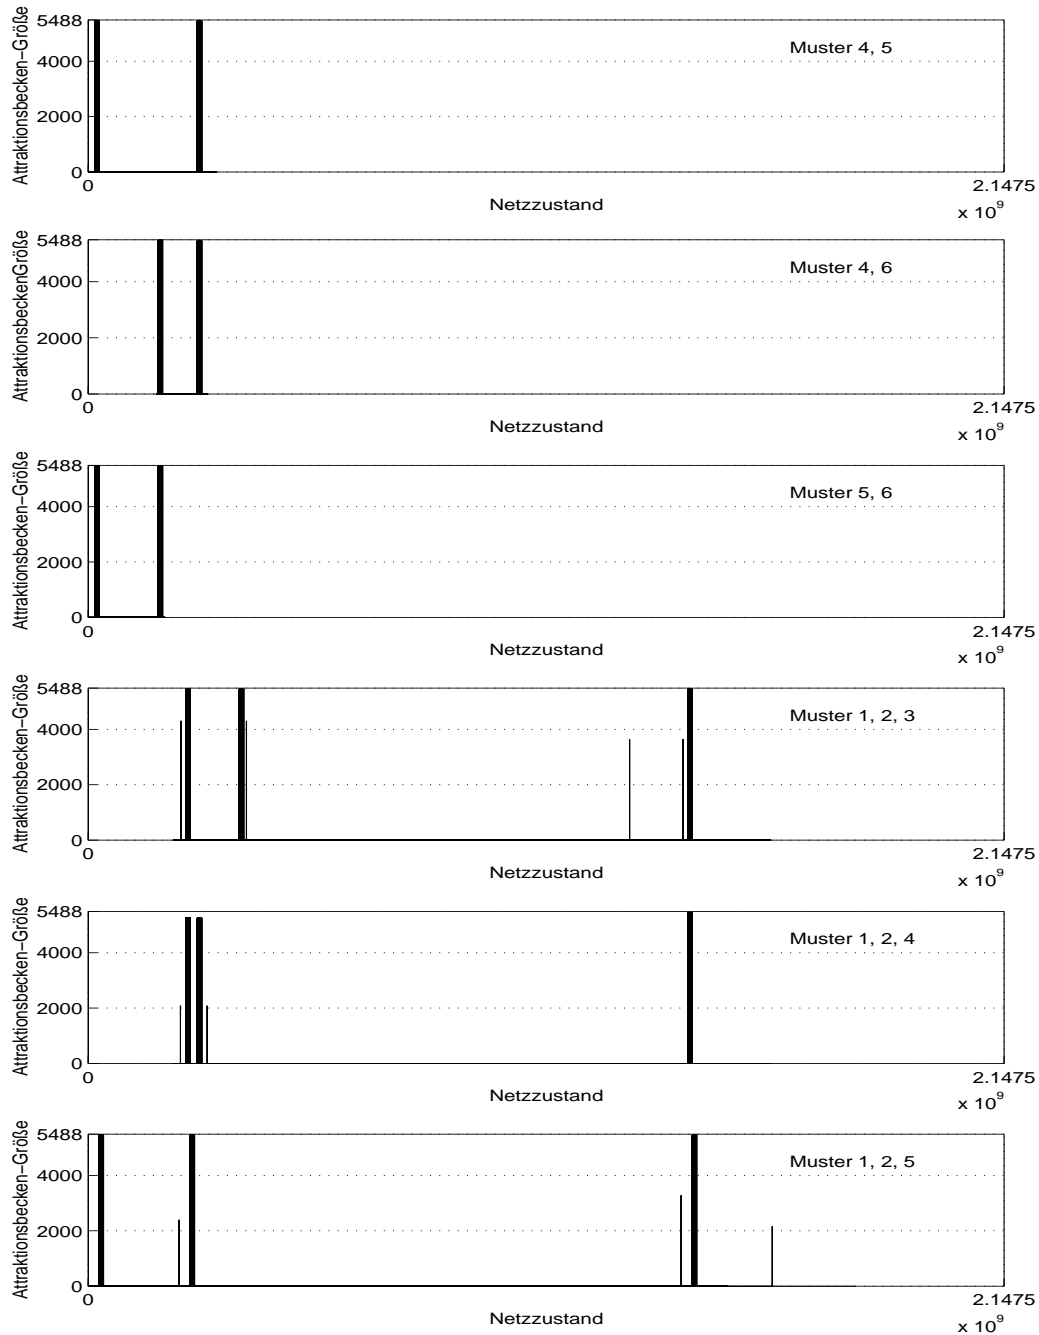 Attraktionsbecken−Größe
5488
4000
2000
0
Muster 4, 5
0
2.1475
Netzzustand
x 10^9
AttraktionsbeckenGröße
5488
4000
2000
0
Muster 4, 6
0
2.1475
Netzzustand
x 10^9
Attraktionsbecken−Größe
5488
4000
2000
0
Muster 5, 6
0
2.1475
Netzzustand
x 10^9
Attraktionsbecken−Größe
5488
4000
2000
0
Muster 1, 2, 3
0
2.1475
Netzzustand
x 10^9
Attraktionsbecken−Größe
5488
4000
2000
0
Muster 1, 2, 4
0
2.1475
Netzzustand
x 10^9
Attraktionsbecken−Größe
5488
4000
2000
0
Muster 1, 2, 5
0
2.1475
Netzzustand
x 10^9